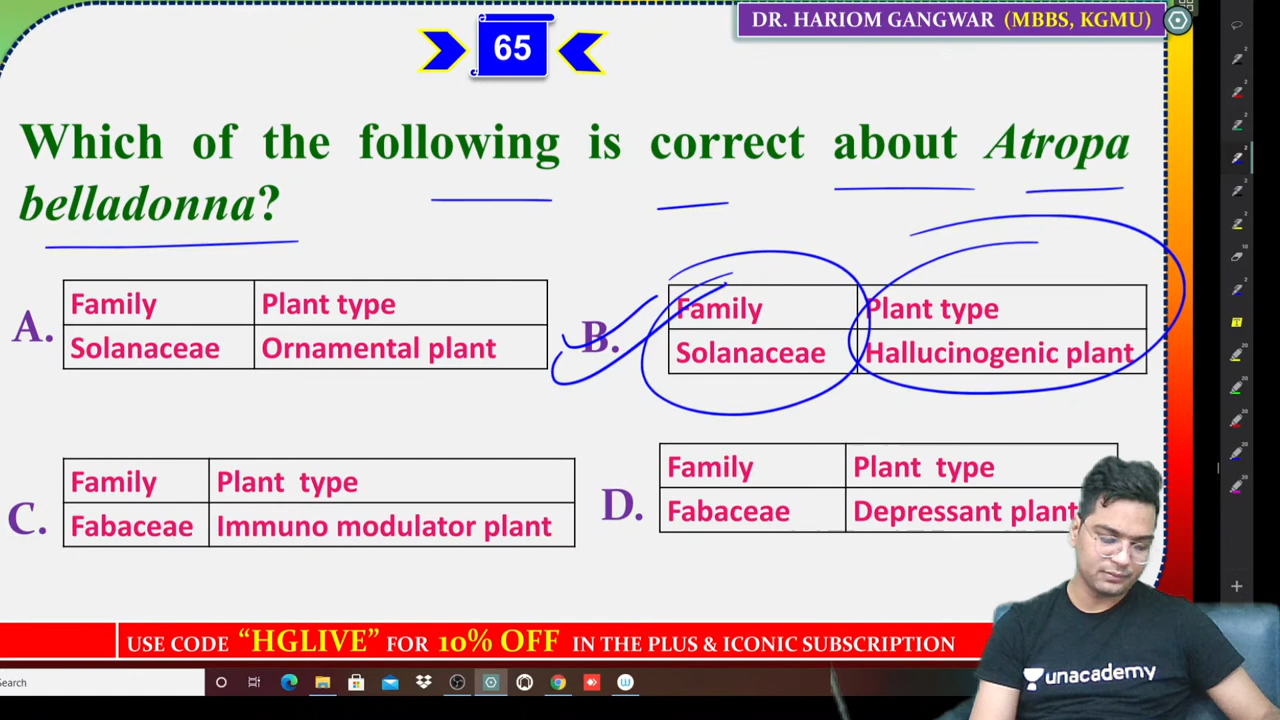 DR. HARIOM GANGWAR (MBBS, KGMU)
65
Which of the following is correct about Atropa
belladonna?
A.
Family Plant type
Solanaceae Ornamental plant
B.
Family Plant type
Solanaceae Hallucinogenic plant
C.
Family Plant type
Fabaceae Immuno modulator plant
D.
Family Plant type
Fabaceae Depressant plant
USE CODE “HGLIVE” FOR 10% OFF IN THE PLUS & ICONIC SUBSCRIPTION
unacademy
Search